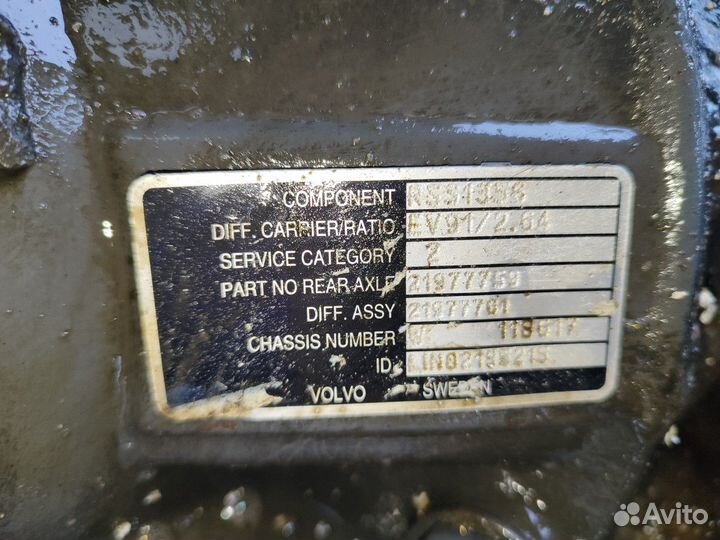 COMPONENT RSS1356
DIFF. CARRIER/RATIO EV91/2.64
SERVICE CATEGORY 2
PART NO REAR AXLE 21977759
DIFF. ASSY 21977761
CHASSIS NUMBER
ID.
VOLVO SWEDEN
Avito